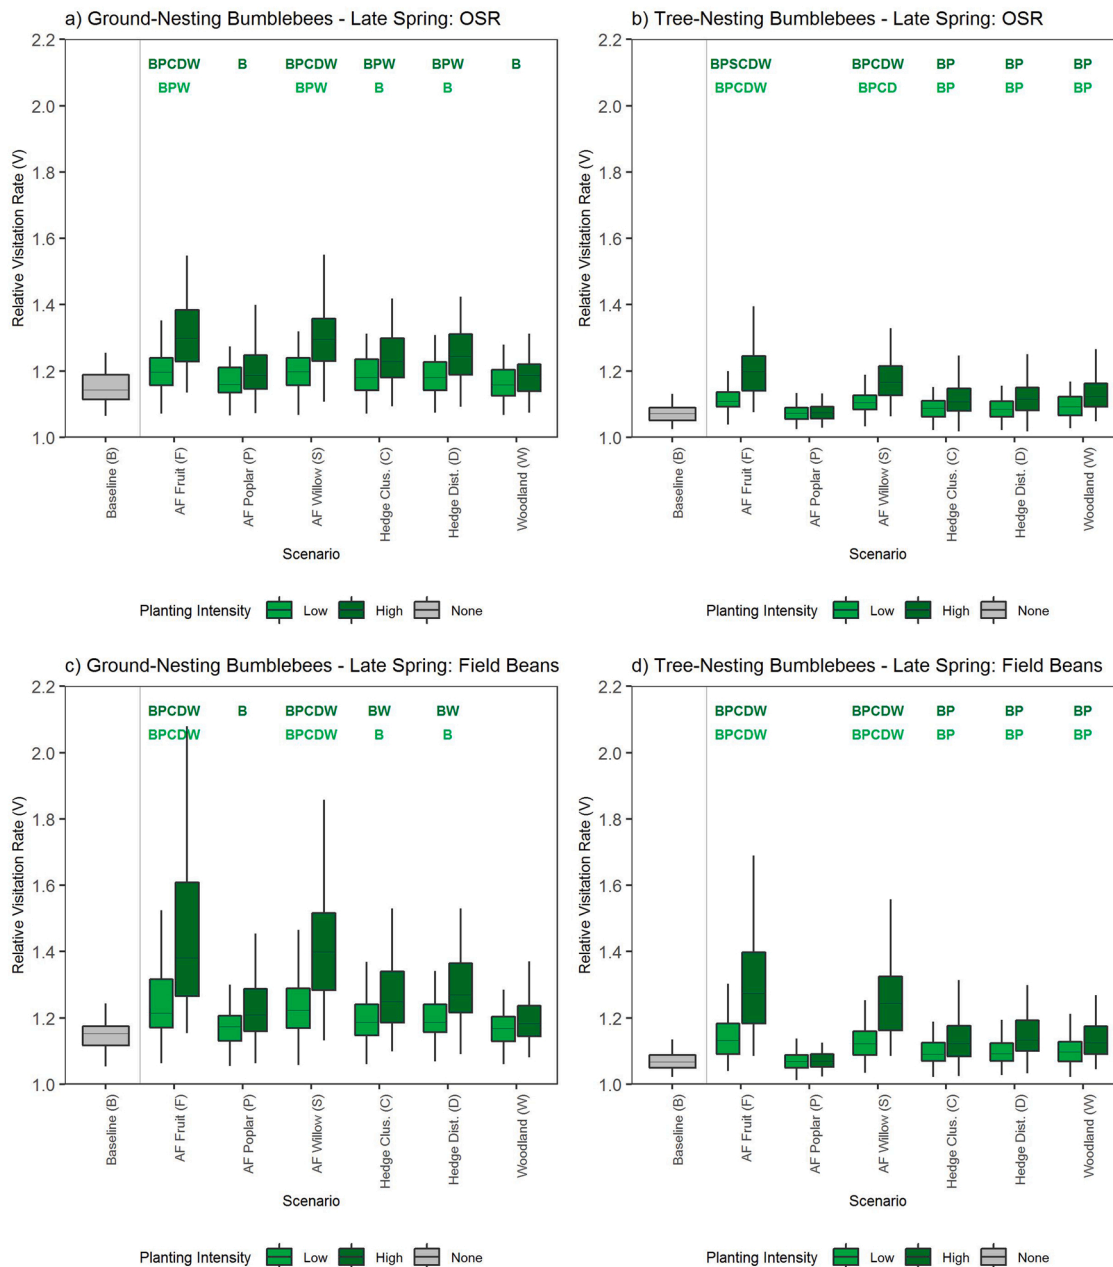 a) Ground-Nesting Bumblebees - Late Spring: OSR
2.2
2.0
1.8
1.6
1.4
1.2
1.0
Relative Visitation Rate (V)
BPCDW B BPCDW BPW BPW B
BPW BPW B B
Baseline (B)
AF Fruit (F)
AF Poplar (P)
AF Willow (S)
Hedge Clus. (C)
Hedge Dist. (D)
Woodland (W)
Scenario
Planting Intensity Low High None
b) Tree-Nesting Bumblebees - Late Spring: OSR
2.2
2.0
1.8
1.6
1.4
1.2
1.0
Relative Visitation Rate (V)
BPSCDW BPCDW BP BP BP
BPCDW BPCD BP BP BP
Baseline (B)
AF Fruit (F)
AF Poplar (P)
AF Willow (S)
Hedge Clus. (C)
Hedge Dist. (D)
Woodland (W)
Scenario
Planting Intensity Low High None
c) Ground-Nesting Bumblebees - Late Spring: Field Beans
2.2
2.0
1.8
1.6
1.4
1.2
1.0
Relative Visitation Rate (V)
BPCDW B BPCDW BW BW
BPCDW BPCDW B B
Baseline (B)
AF Fruit (F)
AF Poplar (P)
AF Willow (S)
Hedge Clus. (C)
Hedge Dist. (D)
Woodland (W)
Scenario
Planting Intensity Low High None
d) Tree-Nesting Bumblebees - Late Spring: Field Beans
2.2
2.0
1.8
1.6
1.4
1.2
1.0
Relative Visitation Rate (V)
BPCDW BPCDW BP BP BP
BPCDW BPCDW BP BP BP
Baseline (B)
AF Fruit (F)
AF Poplar (P)
AF Willow (S)
Hedge Clus. (C)
Hedge Dist. (D)
Woodland (W)
Scenario
Planting Intensity Low High None